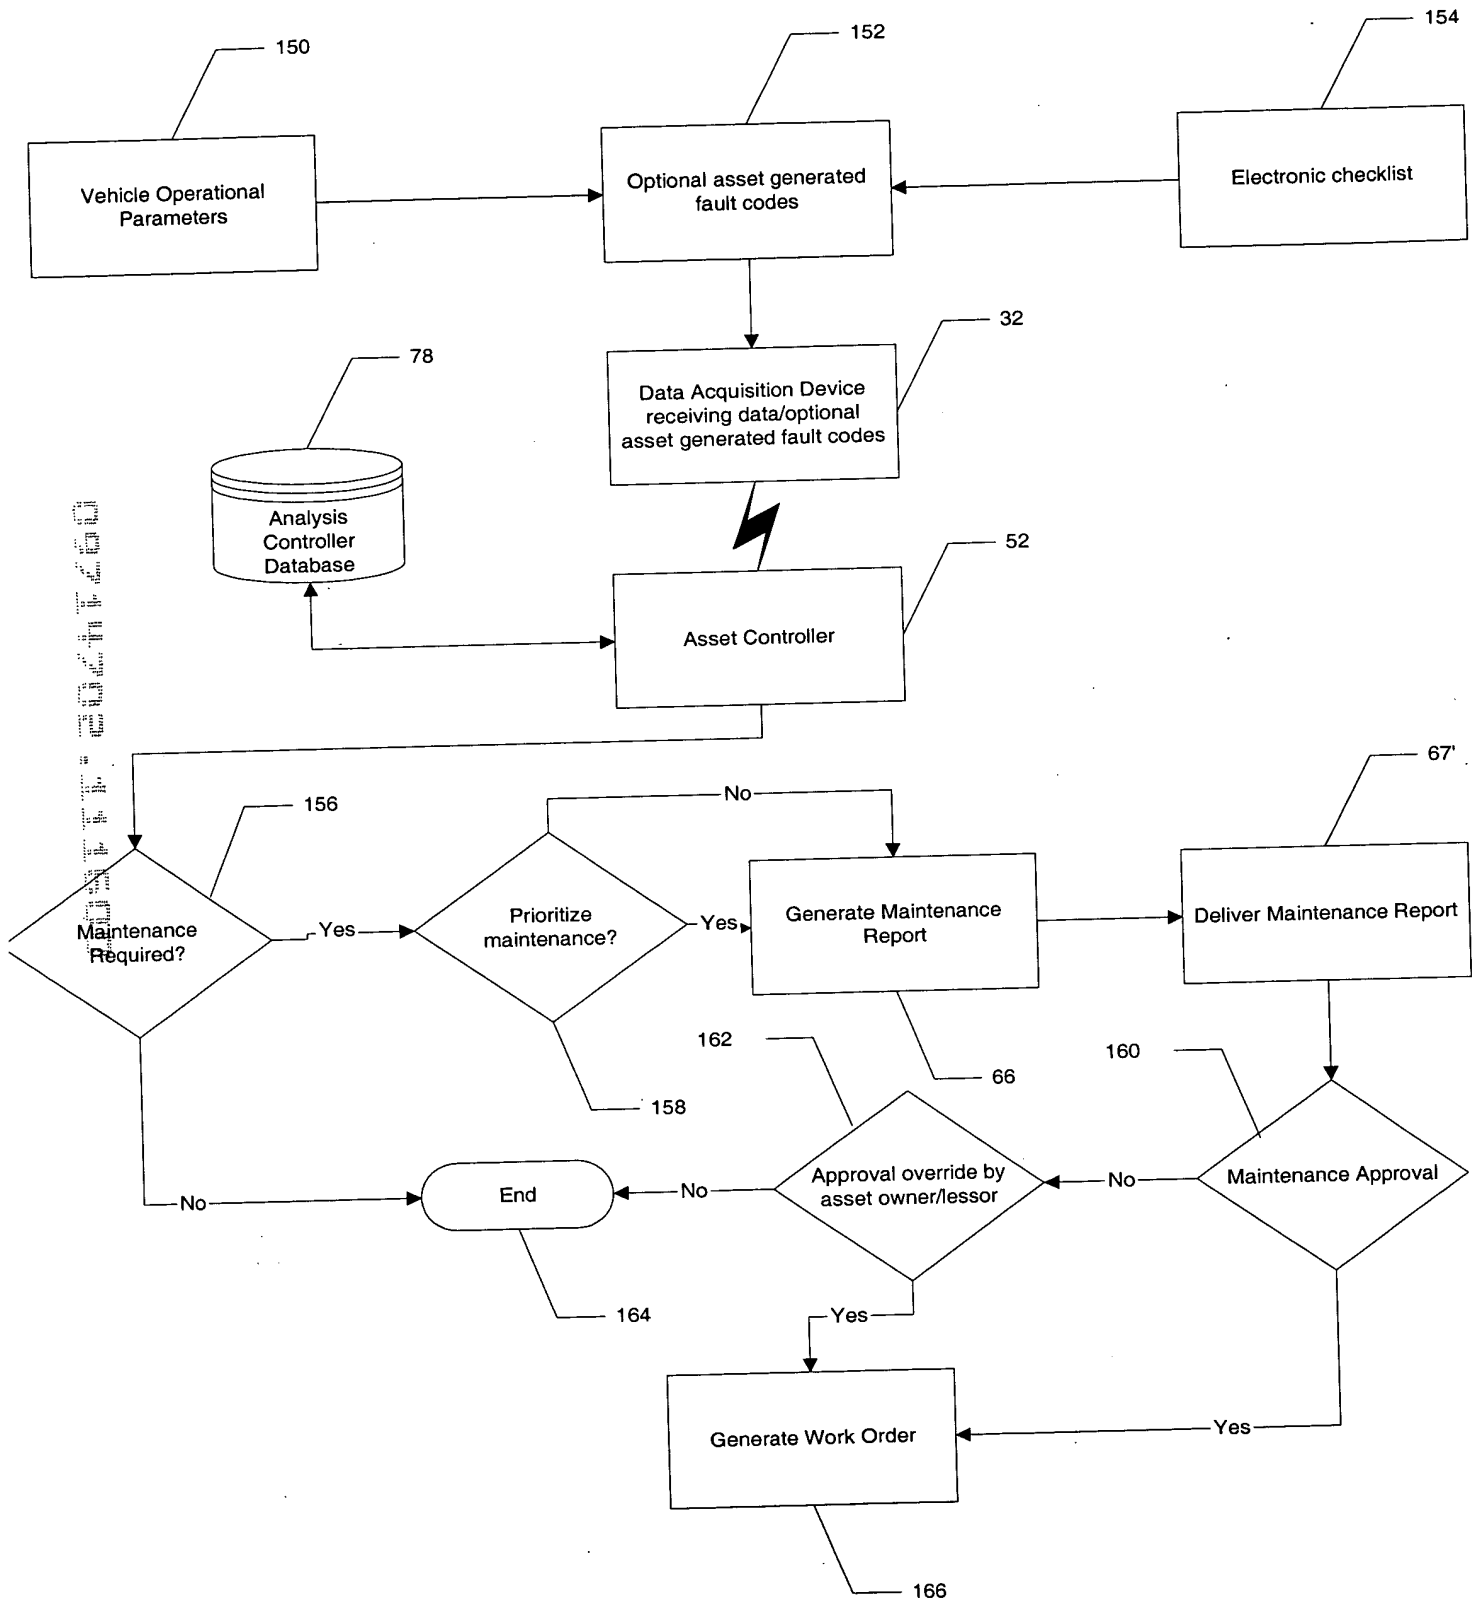 150
152
154
Vehicle Operational
Parameters
Optional asset generated
fault codes
Electronic checklist
32
78
Data Acquisition Device
receiving data/optional
asset generated fault codes
Analysis
Controller
Database
52
Asset Controller
67'
No
156
Maintenance
Required?
Yes
Prioritize
maintenance?
Yes
Generate Maintenance
Report
Deliver Maintenance Report
162
160
66
158
Approval override by
asset owner/lessor
No
Maintenance Approval
No
End
No
164
Yes
Generate Work Order
Yes
166